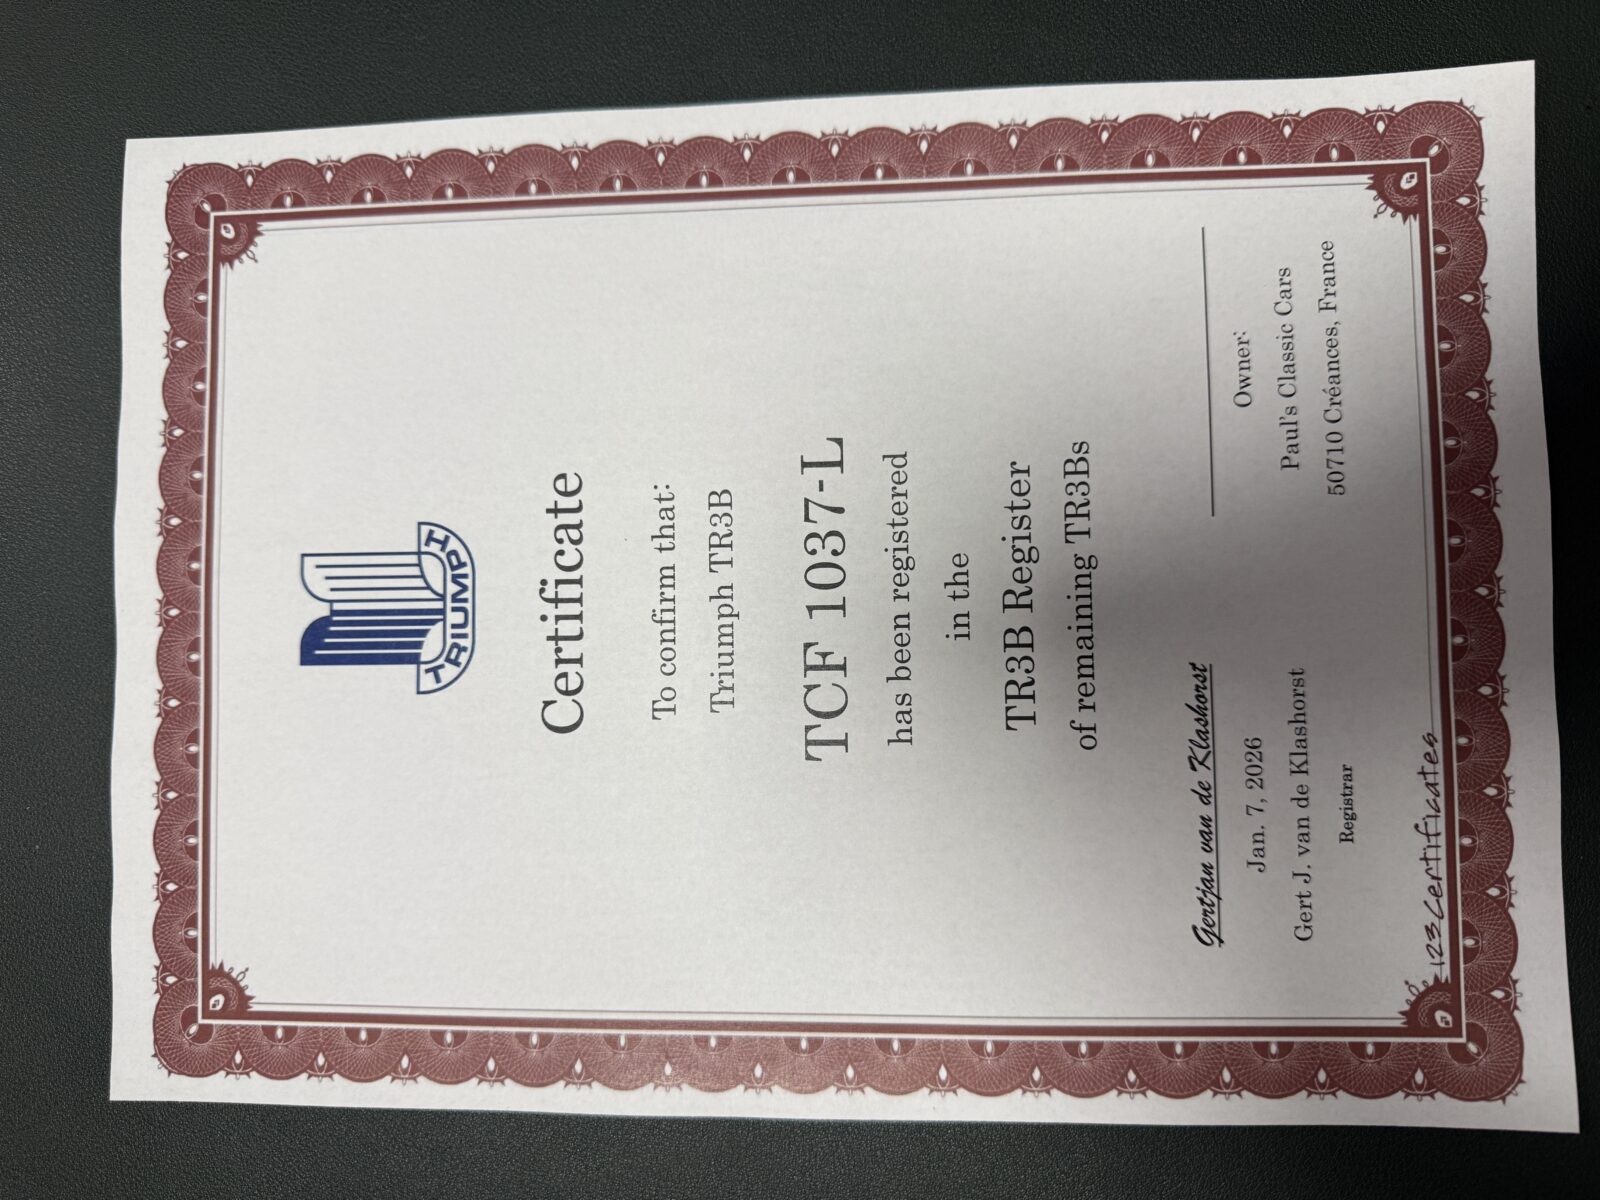 TRIUMPH
Certificate
To confirm that:
Triumph TR3B
TCF 1037-L
has been registered
in the
TR3B Register
of remaining TR3Bs
Gertjan van de Klashorst
Jan. 7, 2026
Gert J. van de Klashorst
Registrar
Owner:
Paul's Classic Cars
50710 Créances, France
123Certificates